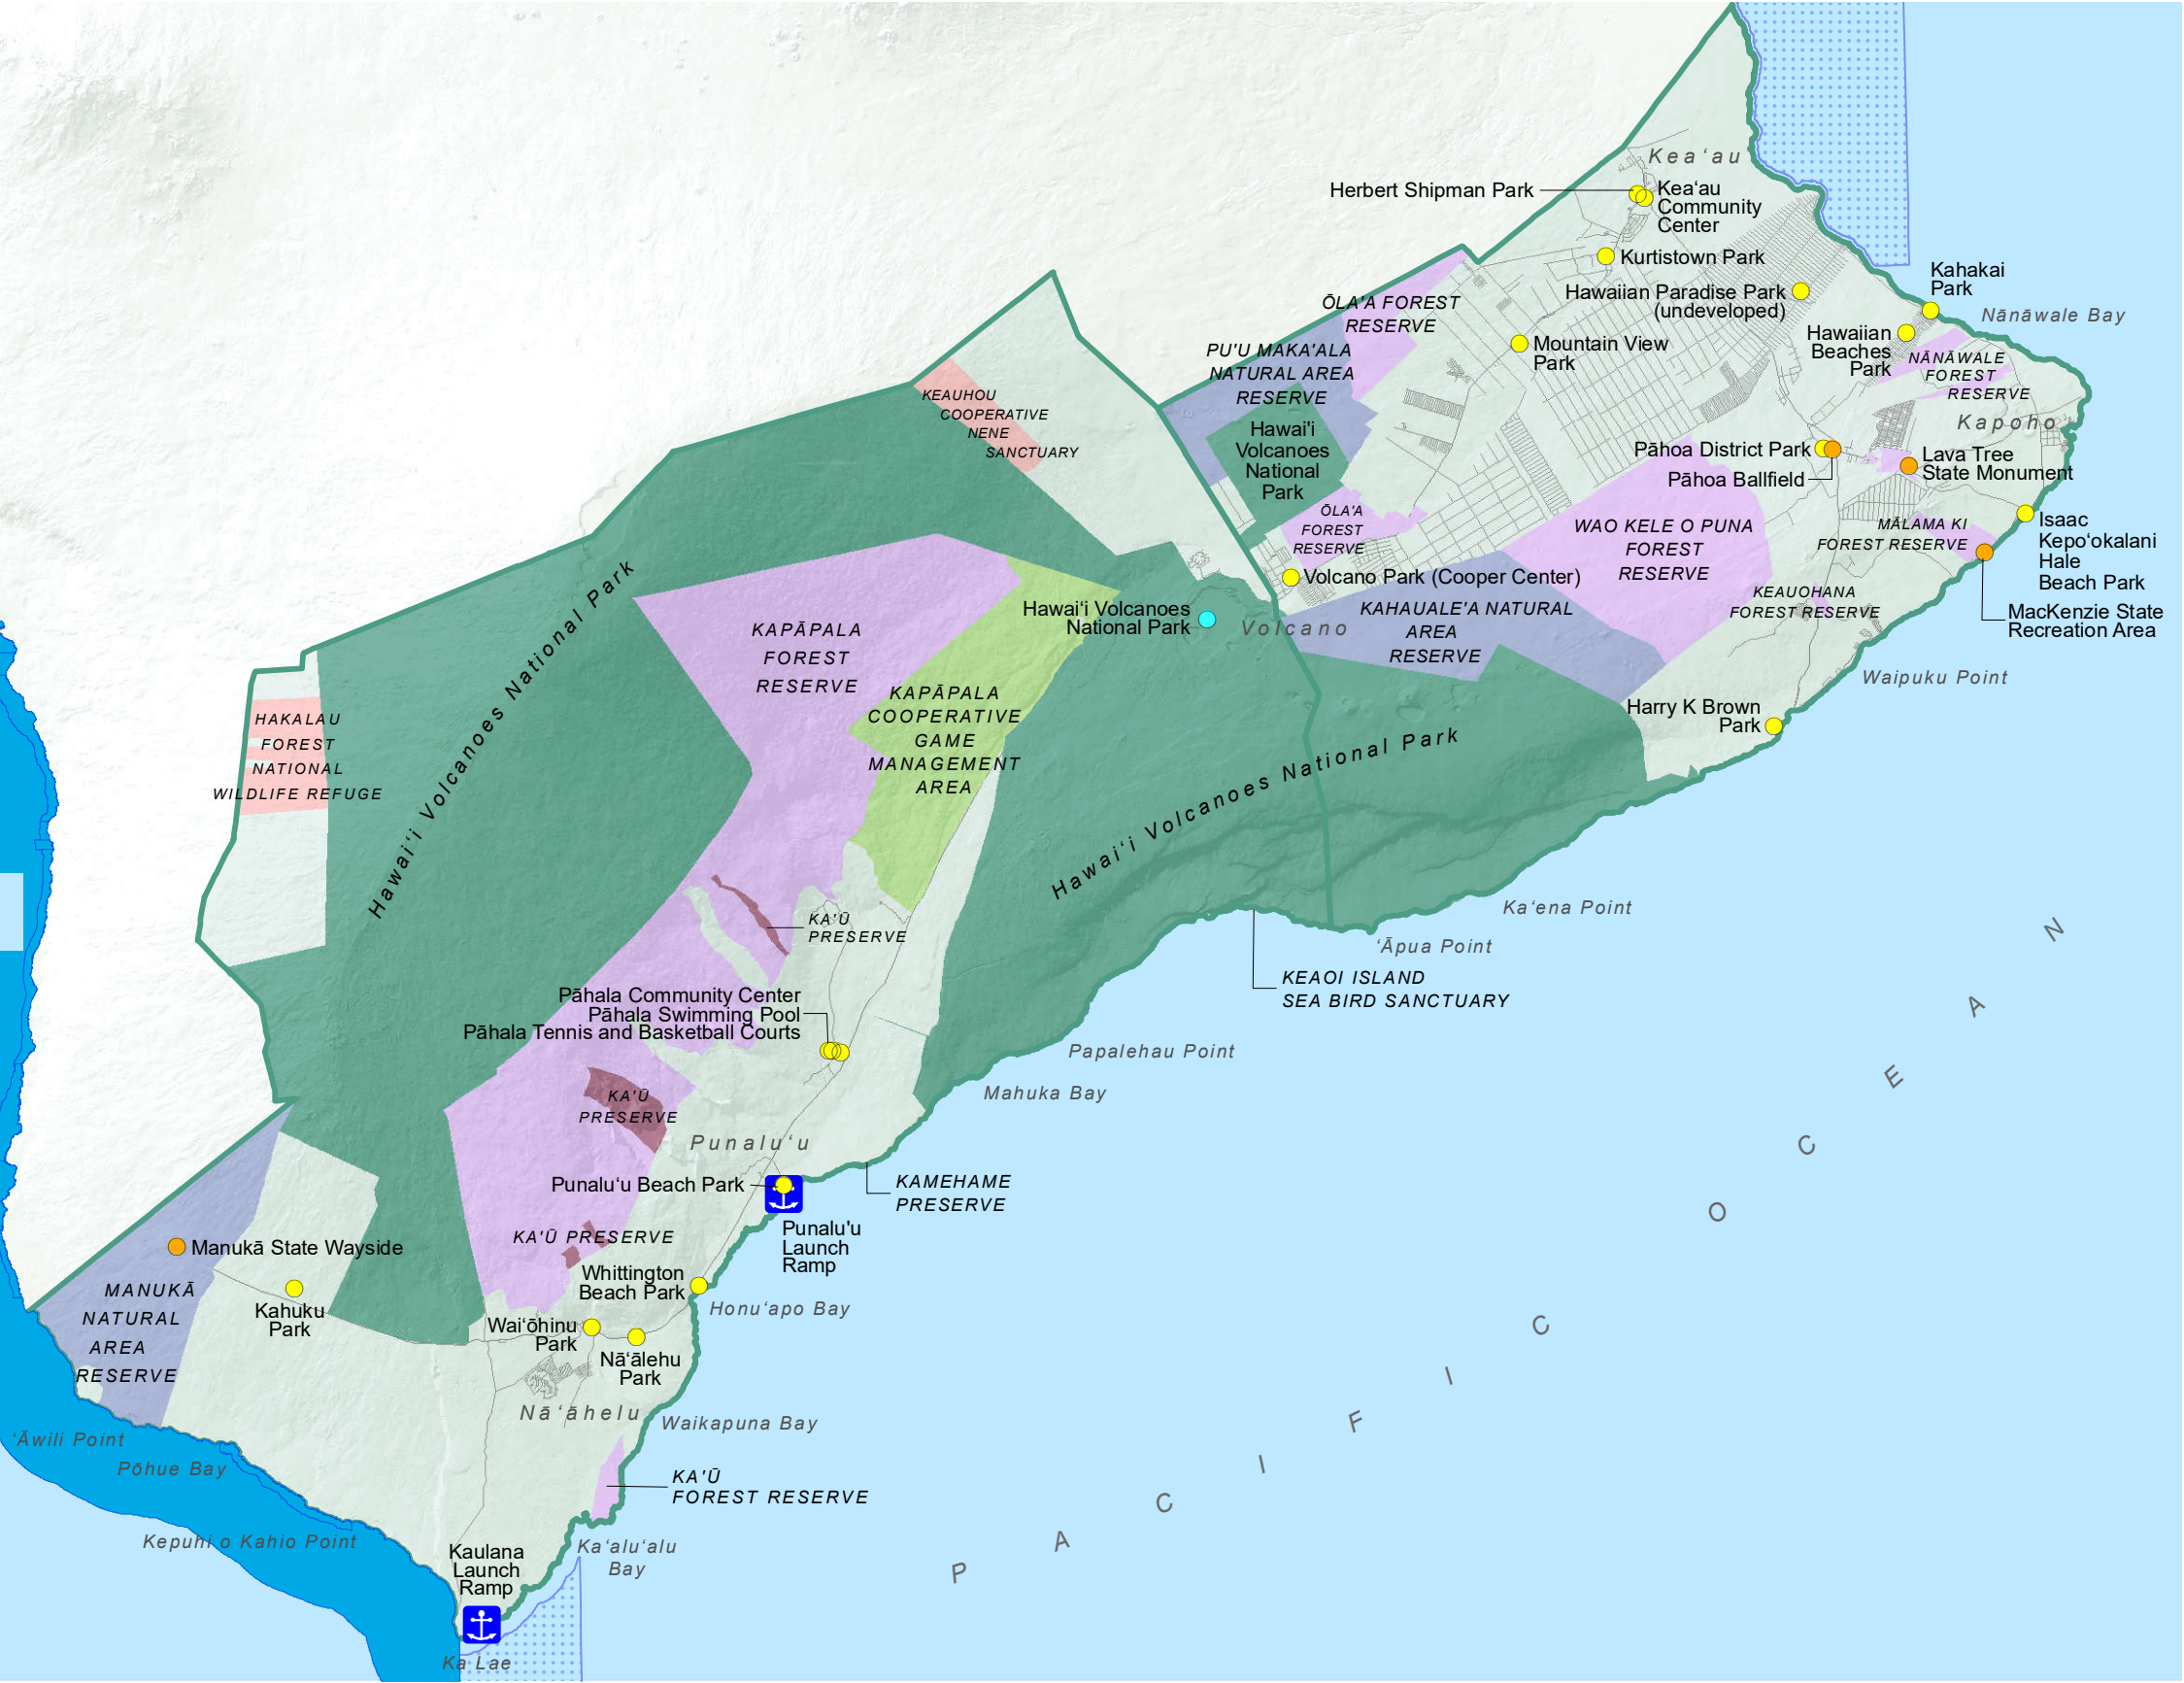 Kea‘au
Herbert Shipman Park
Kea‘au
Community
Center
Kurtistown Park
Hawaiian Paradise Park
(undeveloped)
Kahakai
Park
Nānāwale Bay
ŌLA'A FOREST
RESERVE
Mountain View
Park
Hawaiian
Beaches
Park
NĀNĀWALE
FOREST
RESERVE
PU'U MAKA'ALA
NATURAL AREA
RESERVE
KEAUHOU
COOPERATIVE
NENE
SANCTUARY
Hawai'i
Volcanoes
National
Park
Kapoho
Pāhoa District Park
Pāhoa Ballfield
Lava Tree
State Monument
ŌLA'A
FOREST
RESERVE
WAO KELE O PUNA
FOREST
RESERVE
MĀLAMA KI
FOREST RESERVE
Isaac
Kepo‘okalani
Hale
Beach Park
Volcano Park (Cooper Center)
KEAUOHANA
FOREST RESERVE
MacKenzie State
Recreation Area
Hawai‘i Volcanoes
National Park
Volcano
KAHAUALE'A NATURAL
AREA
RESERVE
Hawai‘i Volcanoes National Park
KAPĀPALA
FOREST
RESERVE
Waipuku Point
KAPĀPALA
COOPERATIVE
GAME
MANAGEMENT
AREA
Harry K Brown
Park
HAKALAU
FOREST
NATIONAL
WILDLIFE REFUGE
Hawai‘i Volcanoes National Park
KA'Ū
PRESERVE
Ka‘ena Point
‘Āpua Point
KEAOI ISLAND
SEA BIRD SANCTUARY
Pāhala Community Center
Pāhala Swimming Pool
Pāhala Tennis and Basketball Courts
Papalehau Point
Mahuka Bay
KA'Ū
PRESERVE
Punalu‘u
Punalu‘u Beach Park
KAMEHAME
PRESERVE
Punalu'u
Launch
Ramp
KA'Ū PRESERVE
Manukā State Wayside
Whittington
Beach Park
Honu‘apo Bay
MANUKĀ
NATURAL
AREA
RESERVE
Kahuku
Park
Wai‘ōhinu
Park
Nā‘ālehu
Park
Nā‘āhelu
Waikapuna Bay
‘Āwili Point
Pōhue Bay
KA'Ū
FOREST RESERVE
Kepuhi o Kahio Point
Ka‘alu‘alu
Bay
Kaulana
Launch
Ramp
Ka Lae
PACIFIC OCEAN